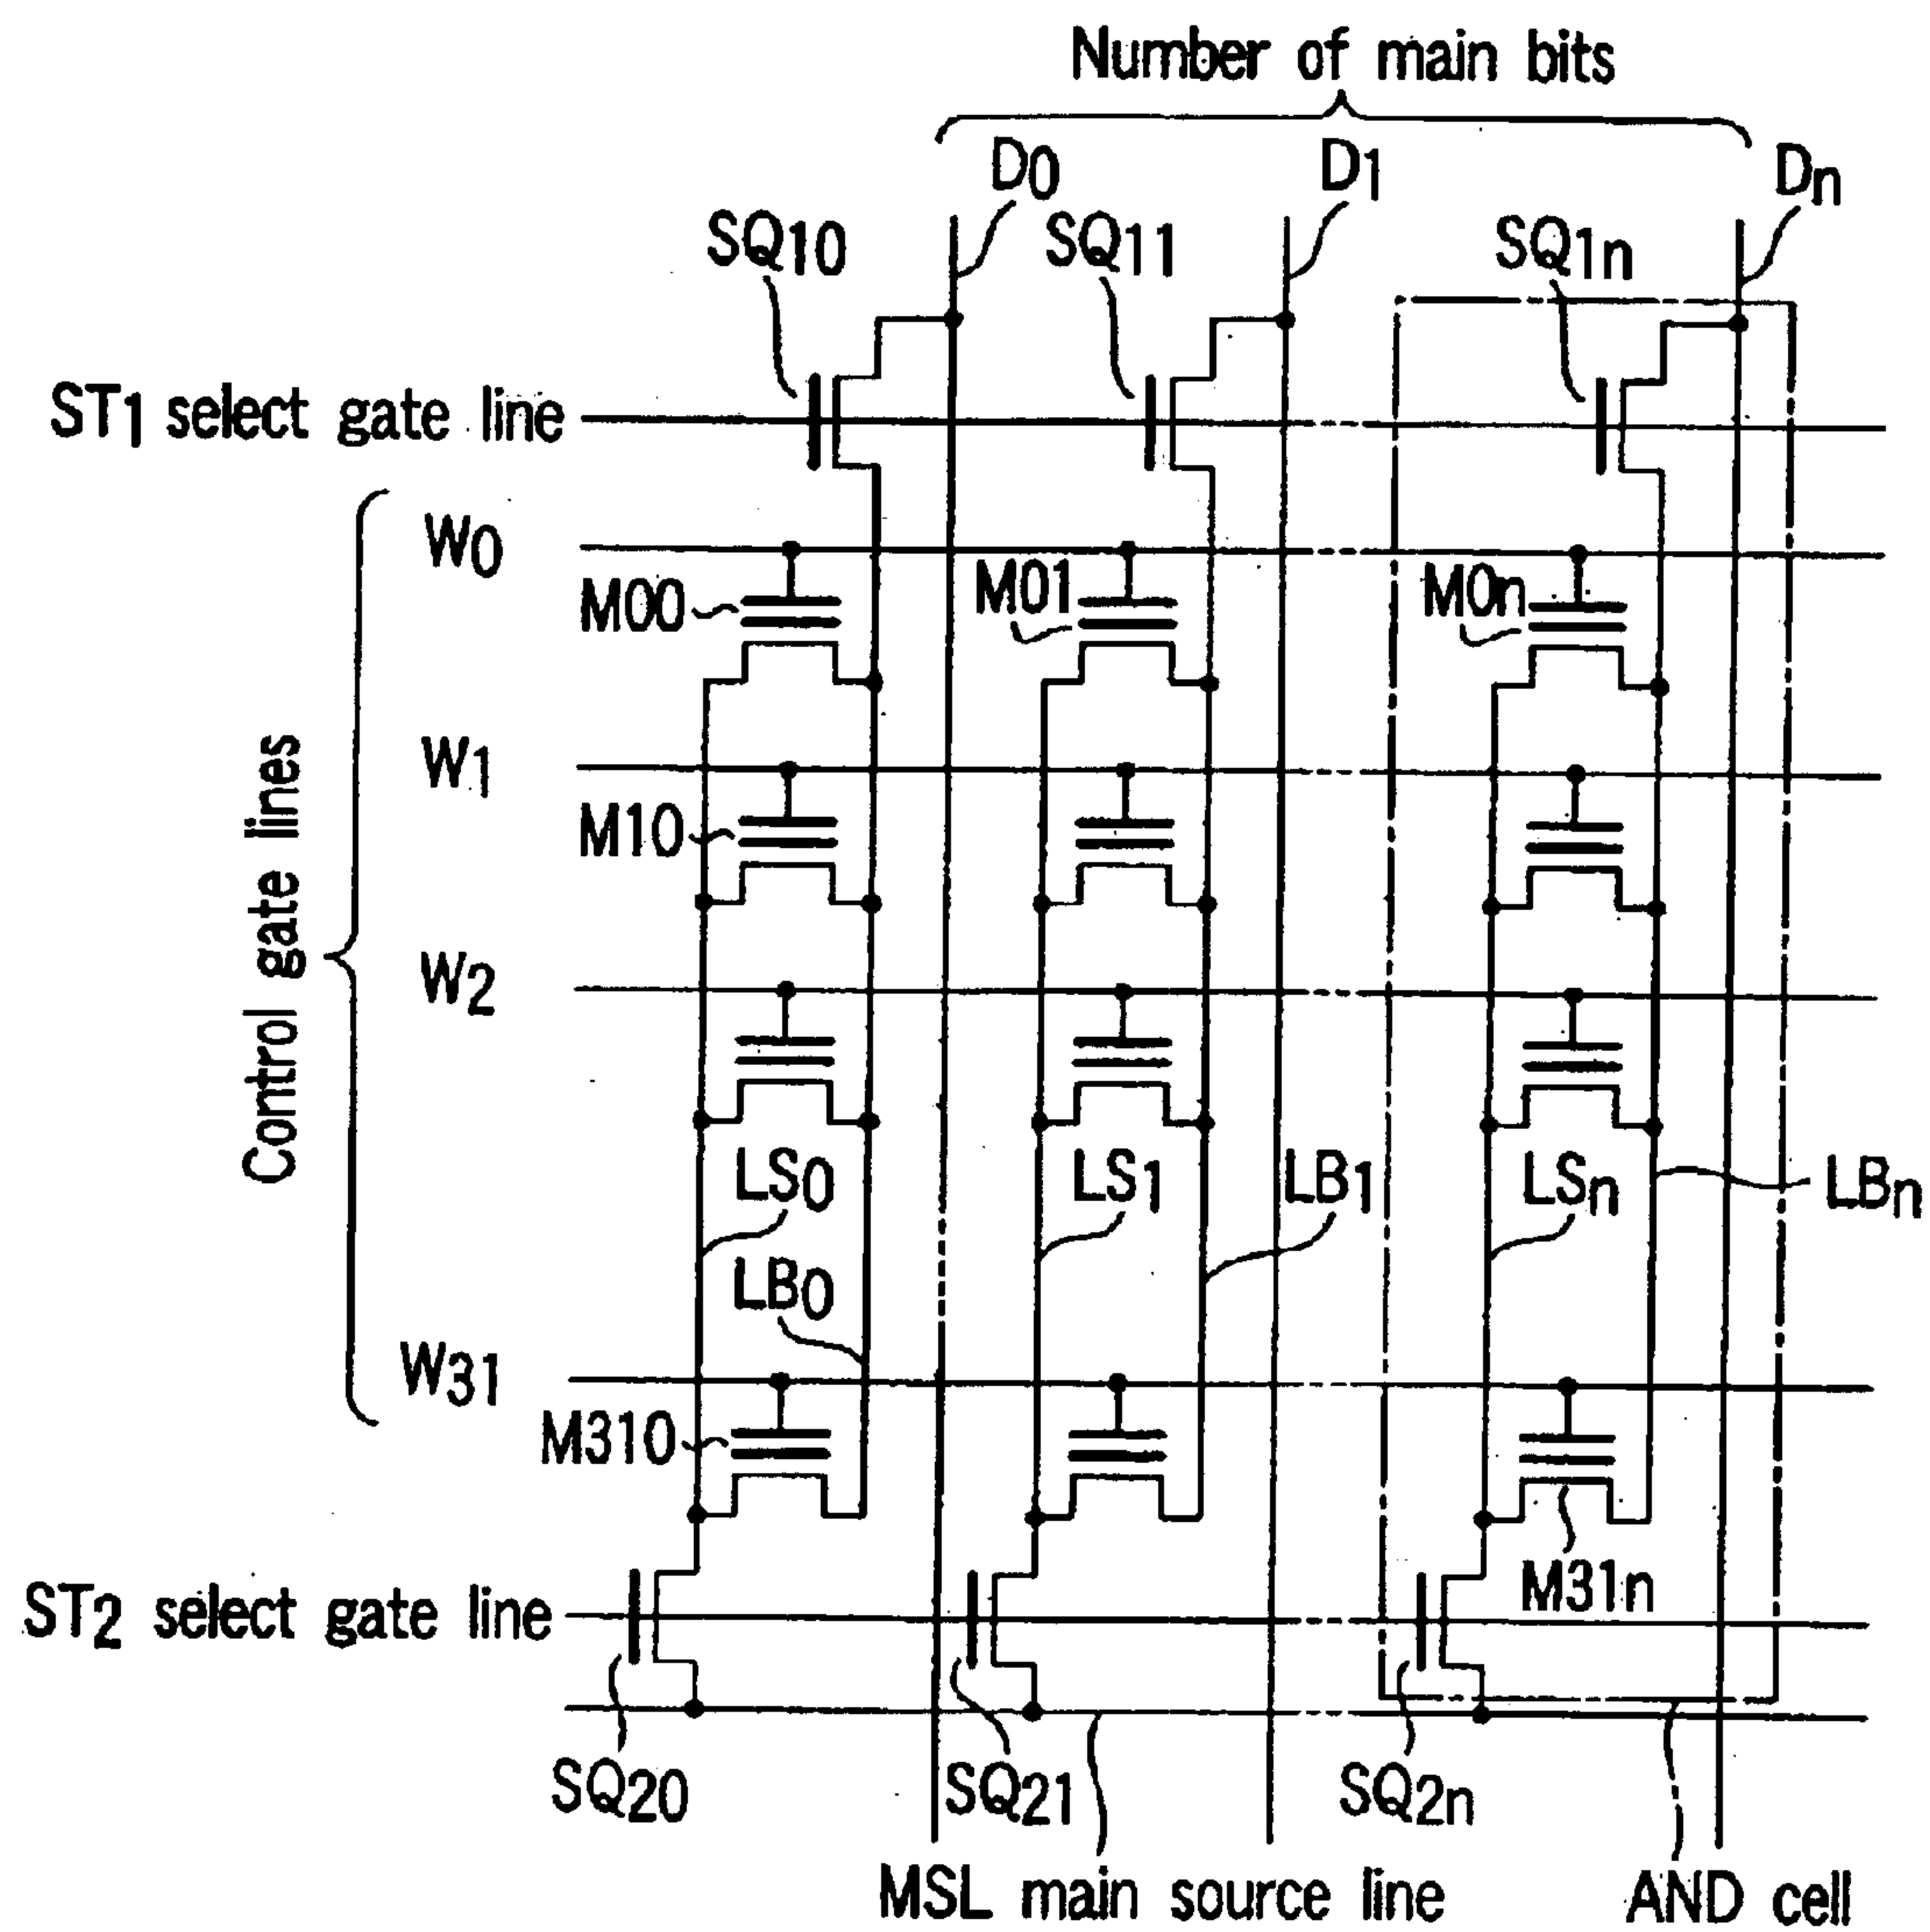 Number of main bits
D0
D1
Dn
SQ10
SQ11
SQ1n
ST1 select gate line
W0
M00
M01
M0n
W1
M10
Control gate lines
W2
LS0
LS1
LB1
LSn
LBn
LB0
W31
M310
M31n
ST2 select gate line
SQ20
SQ21
SQ2n
MSL main source line
AND cell